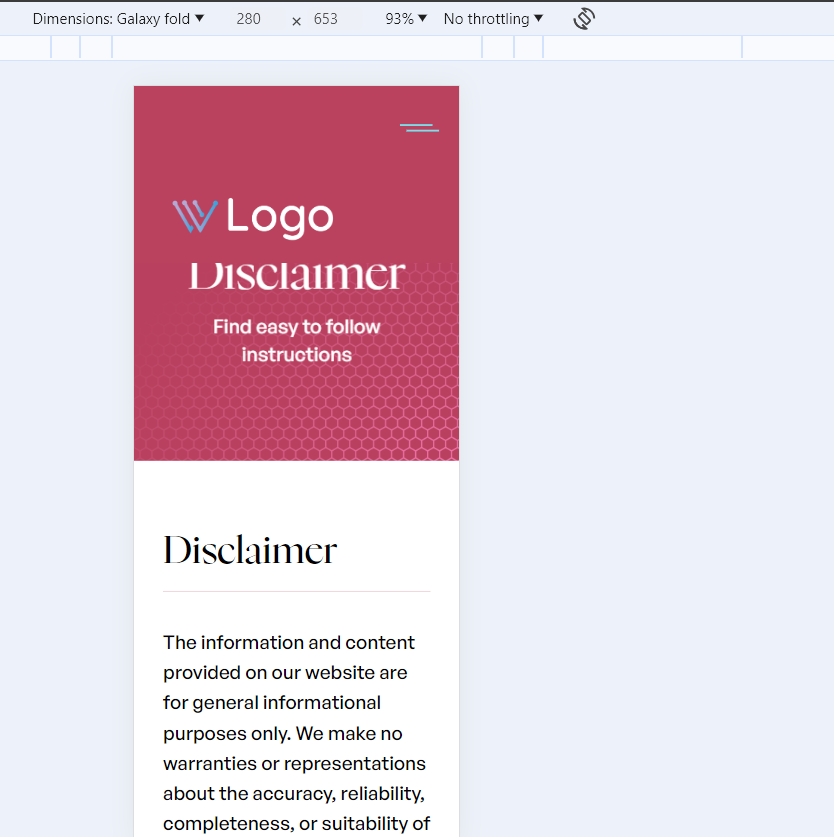 Dimensions: Galaxy fold ▼ 280 × 653 93% ▼ No throttling ▼
Logo
Disclaimer
Find easy to follow
instructions
Disclaimer
The information and content
provided on our website are
for general informational
purposes only. We make no
warranties or representations
about the accuracy, reliability,
completeness, or suitability of